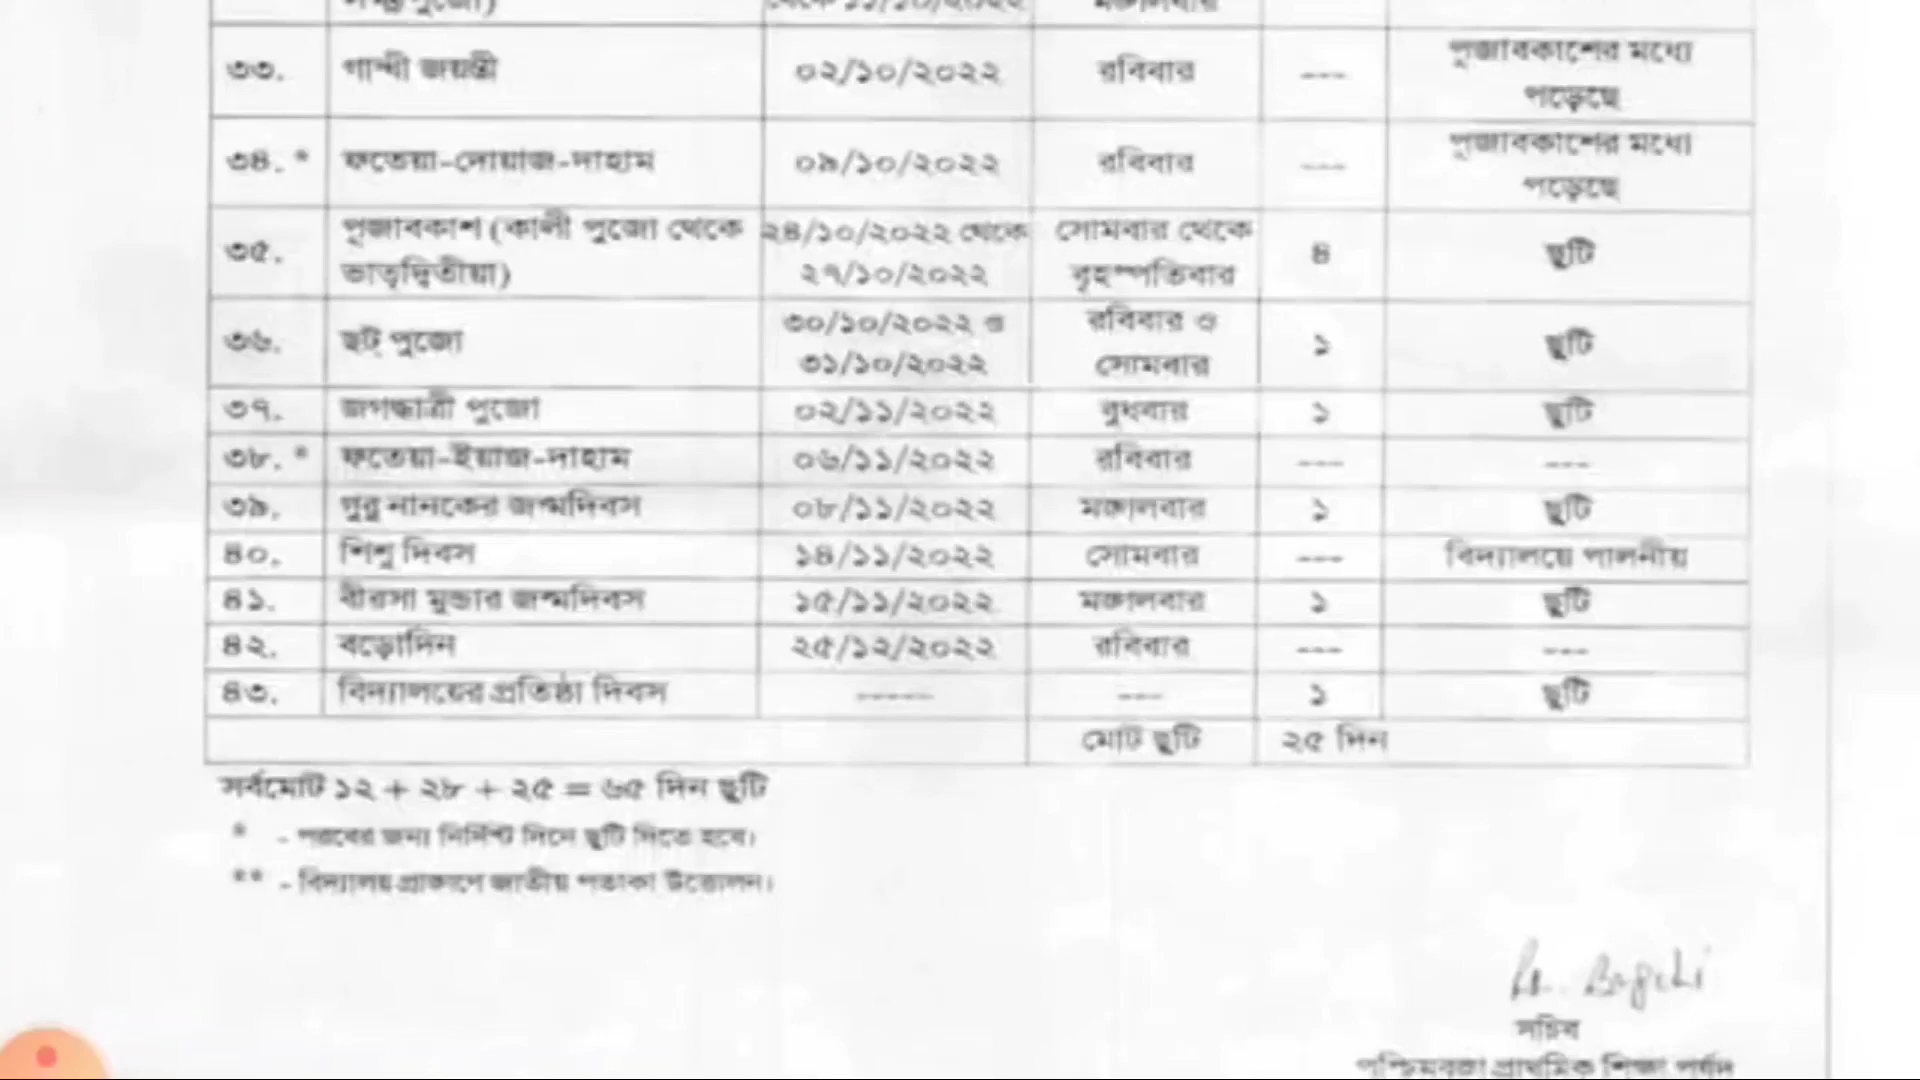 ৩৩. গান্ধী জয়ন্তী ০২/১০/২০২২ রবিবার --- পূজাবকাশের মধ্যে পড়েছে
৩৪. * ফতেয়া-দোয়াজ-দাহাম ০৯/১০/২০২২ রবিবার --- পূজাবকাশের মধ্যে পড়েছে
৩৫. পূজাবকাশ (কালী পুজো থেকে ভাতৃদ্বিতীয়া) ২৪/১০/২০২২ থেকে ২৭/১০/২০২২ সোমবার থেকে বৃহস্পতিবার ৪ ছুটি
৩৬. ছট্ পুজো ৩০/১০/২০২২ ও ৩১/১০/২০২২ রবিবার ও সোমবার ১ ছুটি
৩৭. জগদ্ধাত্রী পুজো ০২/১১/২০২২ বুধবার ১ ছুটি
৩৮. * ফতেয়া-ইয়াজ-দাহাম ০৬/১১/২০২২ রবিবার --- ---
৩৯. গুরু নানকের জন্মদিবস ০৮/১১/২০২২ মঙ্গলবার ১ ছুটি
৪০. শিশু দিবস ১৪/১১/২০২২ সোমবার --- বিদ্যালয়ে পালনীয়
৪১. বীরসা মুন্ডার জন্মদিবস ১৫/১১/২০২২ মঙ্গলবার ১ ছুটি
৪২. বড়োদিন ২৫/১২/২০২২ রবিবার --- ---
৪৩. বিদ্যালয়ের প্রতিষ্ঠা দিবস ----- --- ১ ছুটি
মোট ছুটি ২৫ দিন
সর্বমোট ১২ + ২৮ + ২৫ = ৬৫ দিন ছুটি
* - পরবের জন্য নির্দিষ্ট দিনে ছুটি দিতে হবে।
** - বিদ্যালয় প্রাঙ্গণে জাতীয় পতাকা উত্তোলন।
Bagchi
সচিব
পশ্চিমবঙ্গ প্রাথমিক শিক্ষা পর্ষদ